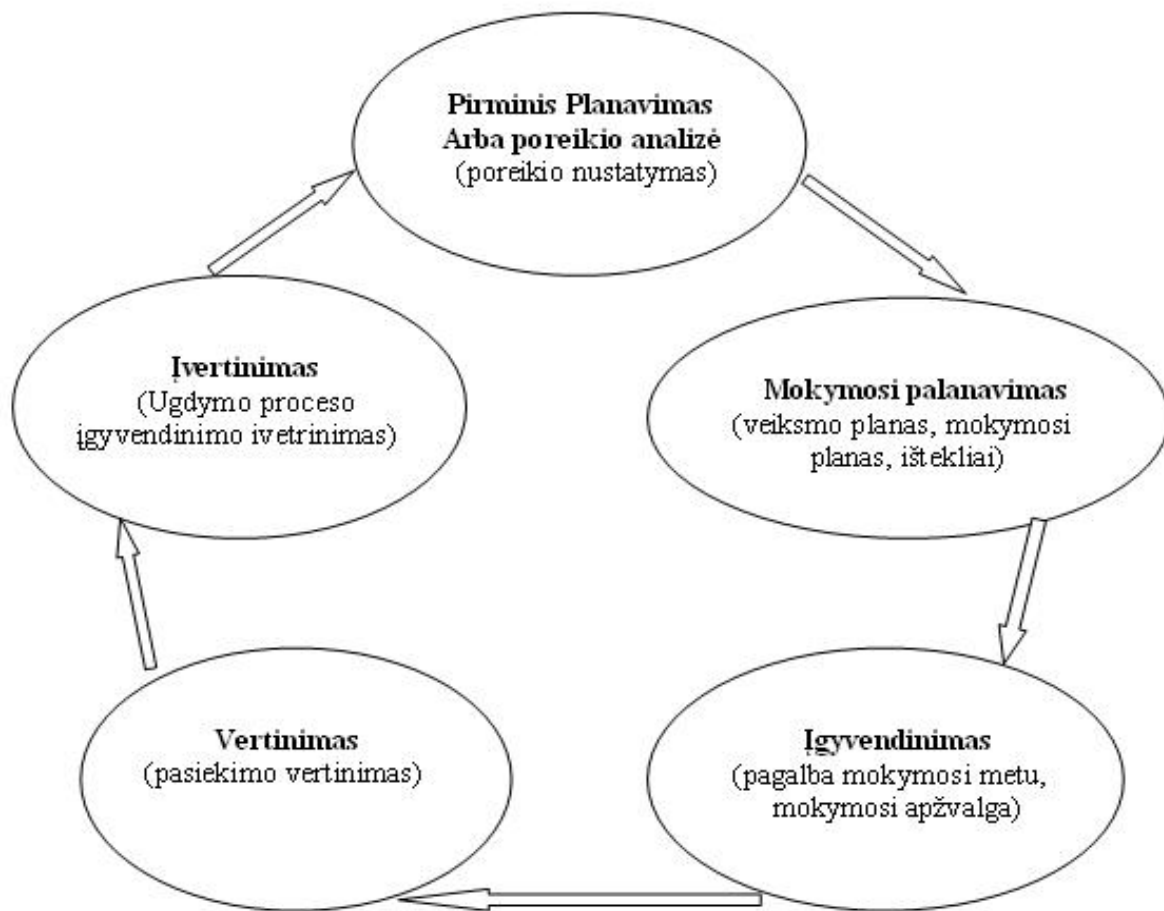 Pirminis Planavimas
Arba poreikio analizė
(poreikio nustatymas)
Mokymosi palanavimas
(veiksmo planas, mokymosi
planas, ištekliai)
Įgyvendinimas
(pagalba mokymosi metu,
mokymosi apžvalga)
Vertinimas
(pasiekimo vertinimas)
Įvertinimas
(Ugdymo proceso
įgyvendinimo ivetrinimas)